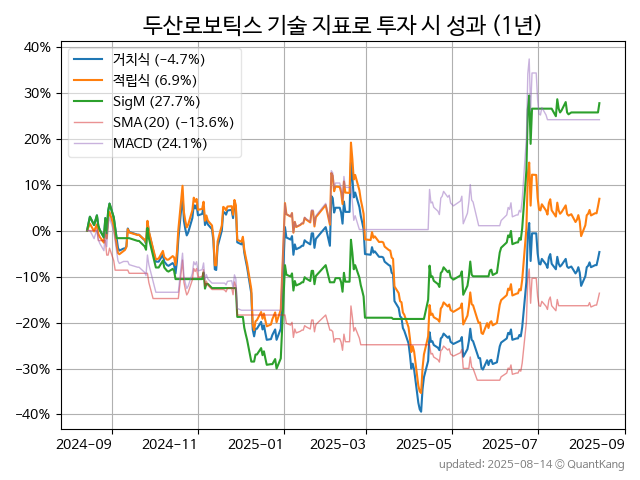 두산로보틱스 기술 지표로 투자 시 성과 (1년)
거치식 (−4.7%)
적립식 (6.9%)
SigM (27.7%)
SMA(20) (−13.6%)
MACD (24.1%)
40%
30%
20%
10%
0%
−10%
−20%
−30%
−40%
2024-09 2024-11 2025-01 2025-03 2025-05 2025-07 2025-09
updated: 2025-08-14 © QuantKang